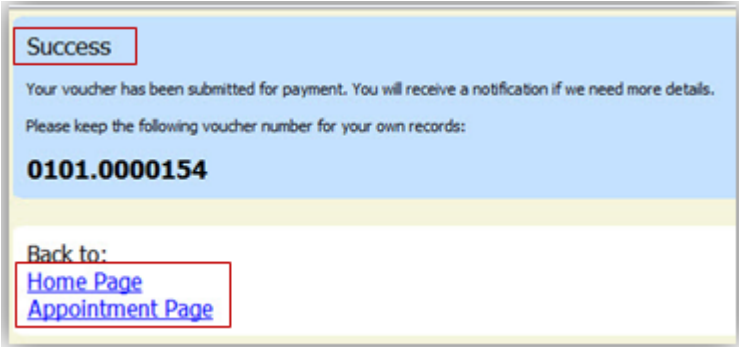 Success
Your voucher has been submitted for payment. You will receive a notification if we need more details.
Please keep the following voucher number for your own records:
0101.0000154
Back to:
Home Page
Appointment Page